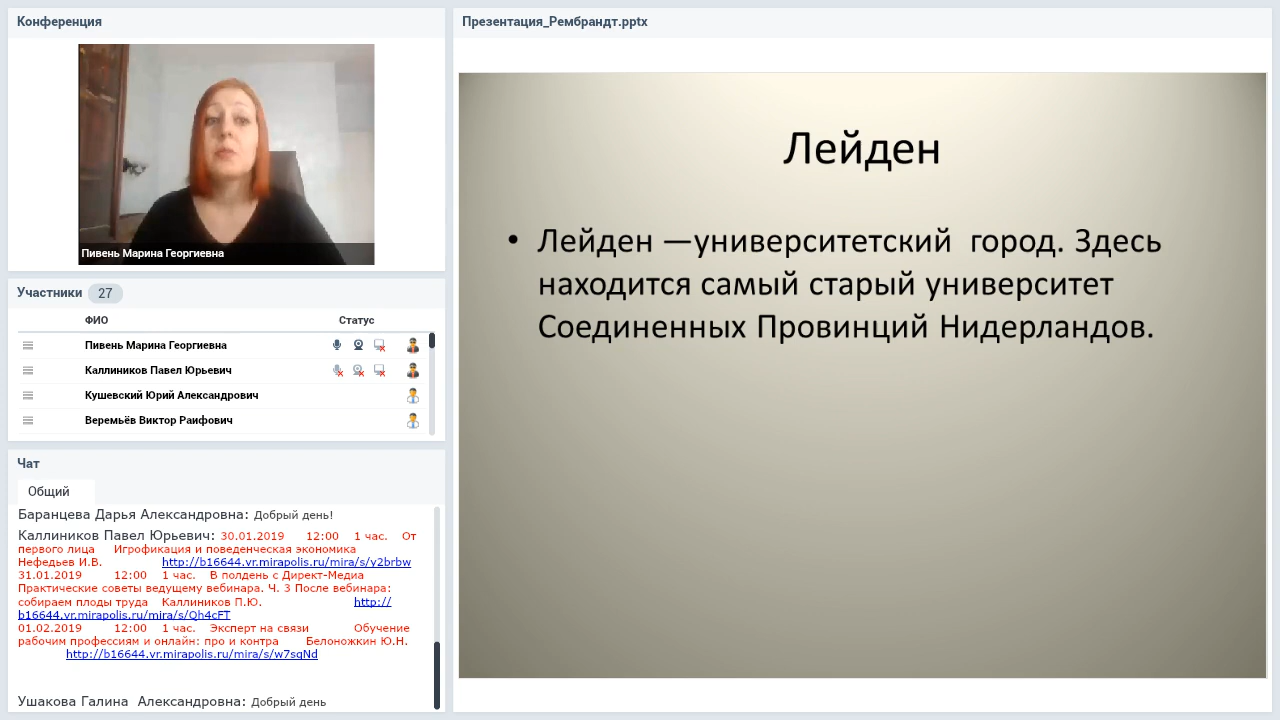 Конференция
Пивень Марина Георгиевна
Участники 27
ФИО Статус
Пивень Марина Георгиевна
Каллиников Павел Юрьевич
Кушевский Юрий Александрович
Веремьёв Виктор Раифович
Чат
Общий
Баранцева Дарья Александровна: Добрый день!
Каллиников Павел Юрьевич: 30.01.2019 12:00 1 час. От
первого лица Игрофикация и поведенческая экономика
Нефедьев И.В. http://b16644.vr.mirapolis.ru/mira/s/y2brbw
31.01.2019 12:00 1 час. В полдень с Директ-Медиа
Практические советы ведущему вебинара. Ч. 3 После вебинара:
собираем плоды труда Каллиников П.Ю. http://
b16644.vr.mirapolis.ru/mira/s/Qh4cFT
01.02.2019 12:00 1 час. Эксперт на связи Обучение
рабочим профессиям и онлайн: про и контра Белоножкин Ю.Н.
http://b16644.vr.mirapolis.ru/mira/s/w7sqNd
Ушакова Галина Александровна: Добрый день
Презентация_Рембрандт.pptx
Лейден
• Лейден —университетский город. Здесь
находится самый старый университет
Соединенных Провинций Нидерландов.